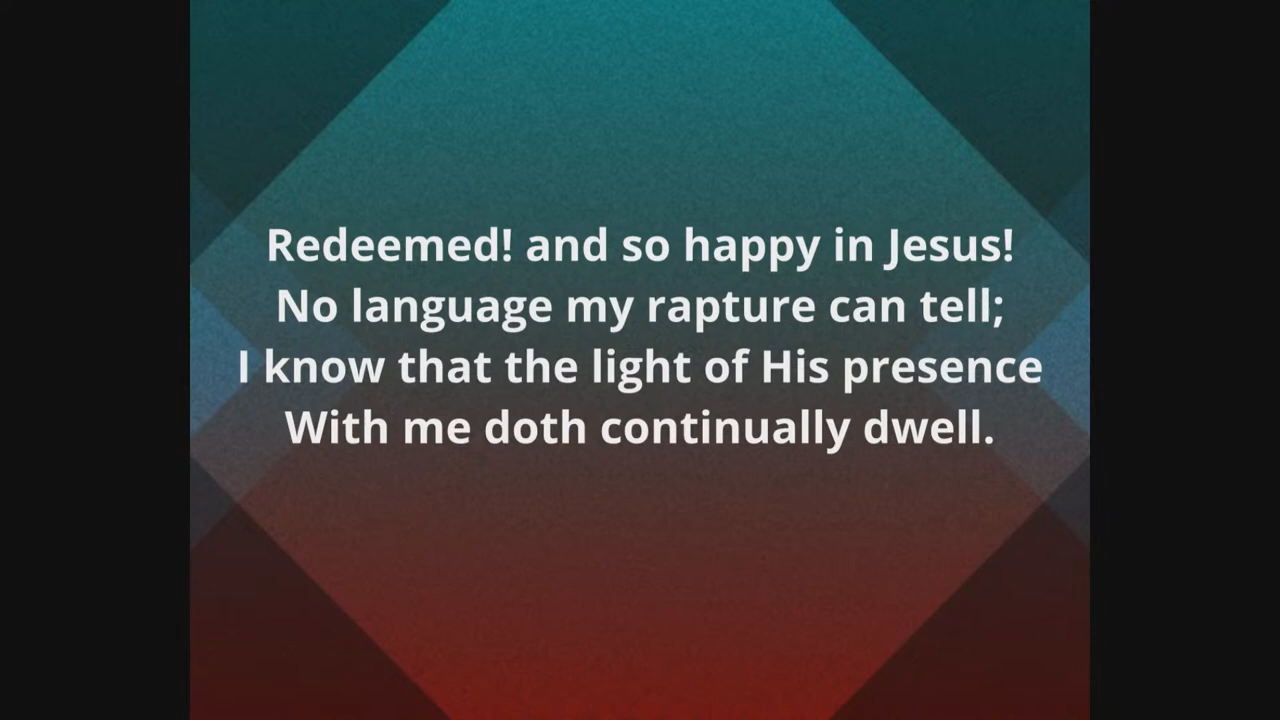 Redeemed! and so happy in Jesus!
No language my rapture can tell;
I know that the light of His presence
With me doth continually dwell.